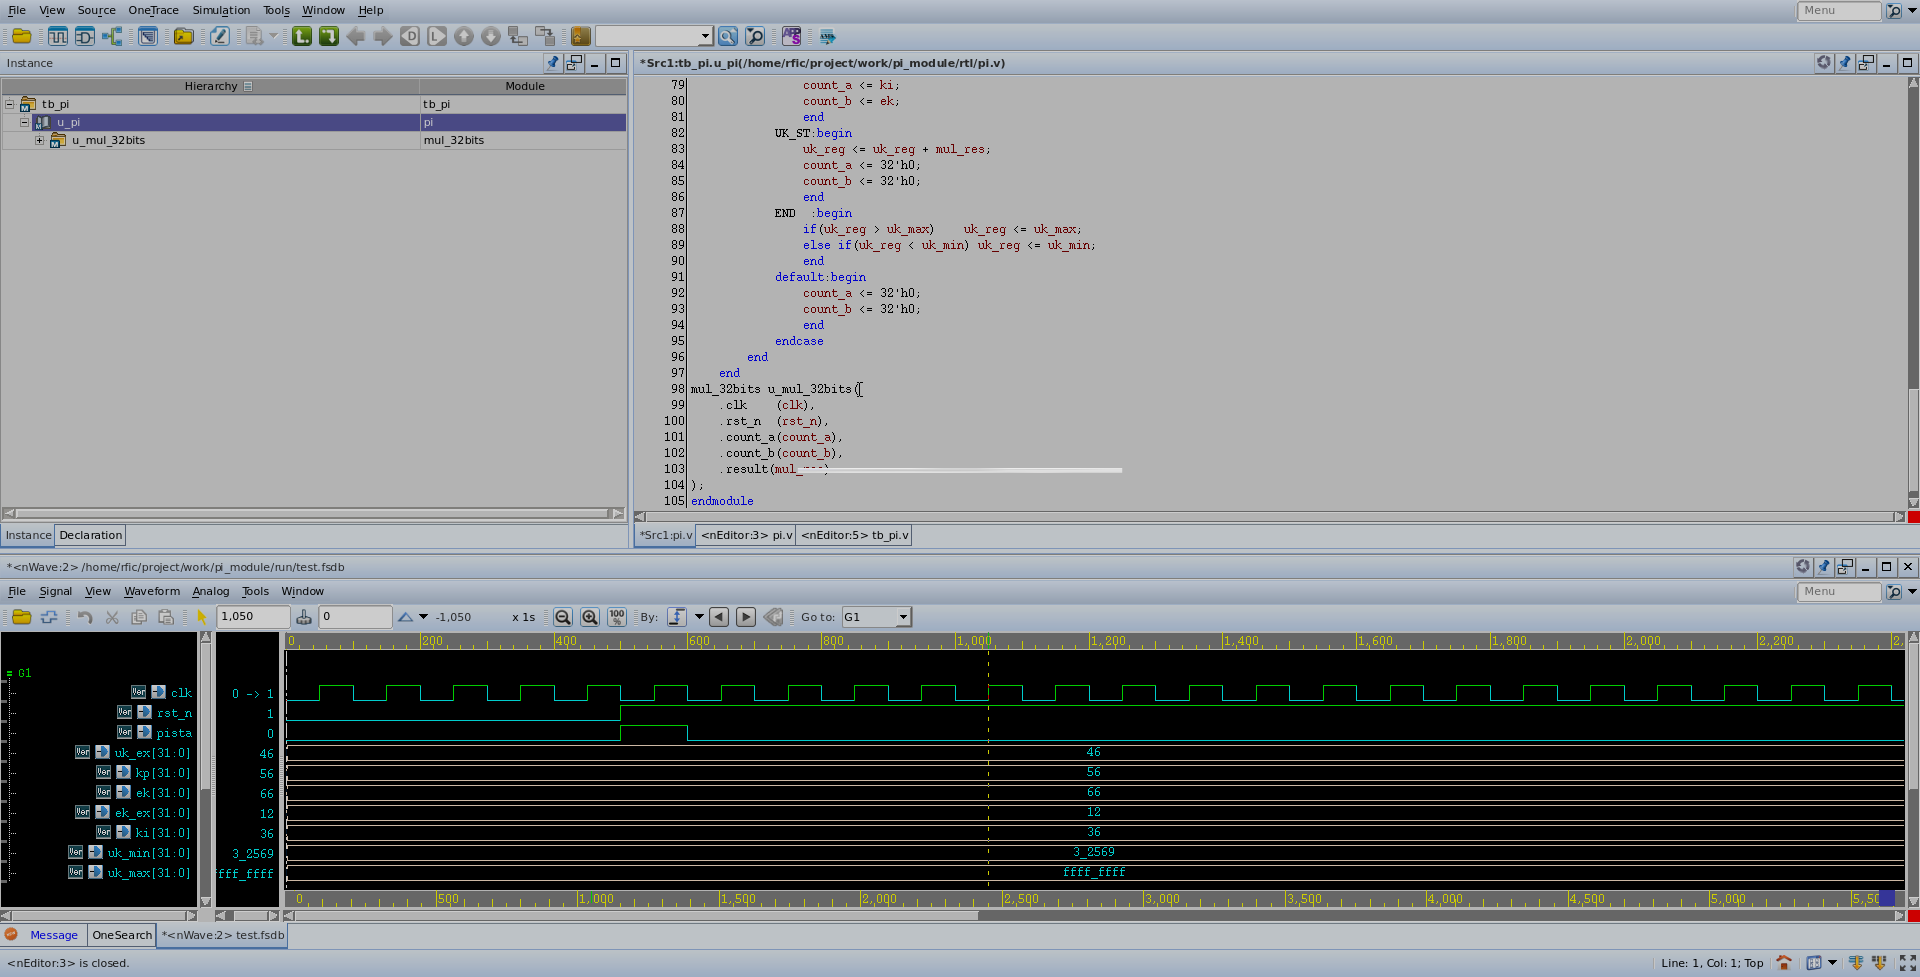 File View Source OneTrace Simulation Tools Window Help
Menu
Instance
*Src1:tb_pi.u_pi(/home/rfic/project/work/pi_module/rtl/pi.v)
Hierarchy Module
tb_pi tb_pi
u_pi pi
u_mul_32bits mul_32bits
79 count_a <= ki;
80 count_b <= ek;
81 end
82 UK_ST:begin
83 uk_reg <= uk_reg + mul_res;
84 count_a <= 32'h0;
85 count_b <= 32'h0;
86 end
87 END :begin
88 if(uk_reg > uk_max) uk_reg <= uk_max;
89 else if(uk_reg < uk_min) uk_reg <= uk_min;
90 end
91 default:begin
92 count_a <= 32'h0;
93 count_b <= 32'h0;
94 end
95 endcase
96 end
97 end
98 mul_32bits u_mul_32bits(
99 .clk (clk),
100 .rst_n (rst_n),
101 .count_a(count_a),
102 .count_b(count_b),
103 .result(mul_
104 );
105 endmodule
Instance Declaration
*Src1:pi.v <nEditor:3> pi.v <nEditor:5> tb_pi.v
*<nWave:2> /home/rfic/project/work/pi_module/run/test.fsdb
File Signal View Waveform Analog Tools Window
Menu
1,050 0 -1,050 x 1s 100% By: Go to: G1
0 200 400 600 800 1,000 1,200 1,400 1,600 1,800 2,000 2,200 2,
G1
clk 0 -> 1
rst_n 1
pista 0
uk_ex[31:0] 46 46
kp[31:0] 56 56
ek[31:0] 66 66
ek_ex[31:0] 12 12
ki[31:0] 36 36
uk_min[31:0] 3_2569 3_2569
uk_max[31:0] fff_ffff ffff_ffff
0 500 1,000 1,500 2,000 2,500 3,000 3,500 4,000 4,500 5,000 5,50
Message OneSearch *<nWave:2> test.fsdb
<nEditor:3> is closed.
Line: 1, Col: 1; Top